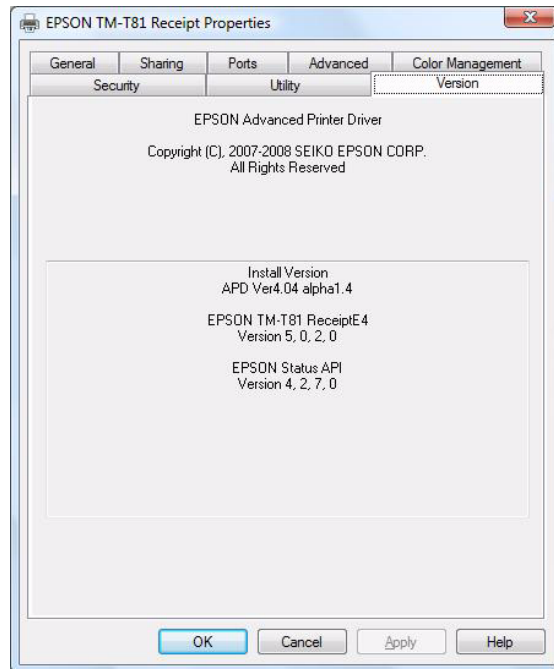 EPSON TM-T81 Receipt Properties
General Sharing Ports Advanced Color Management
Security Utility Version
EPSON Advanced Printer Driver
Copyright (C), 2007-2008 SEIKO EPSON CORP.
All Rights Reserved
Install Version
APD Ver4.04 alpha1.4
EPSON TM-T81 ReceiptE4
Version 5, 0, 2, 0
EPSON Status API
Version 4, 2, 7, 0
OK Cancel Apply Help